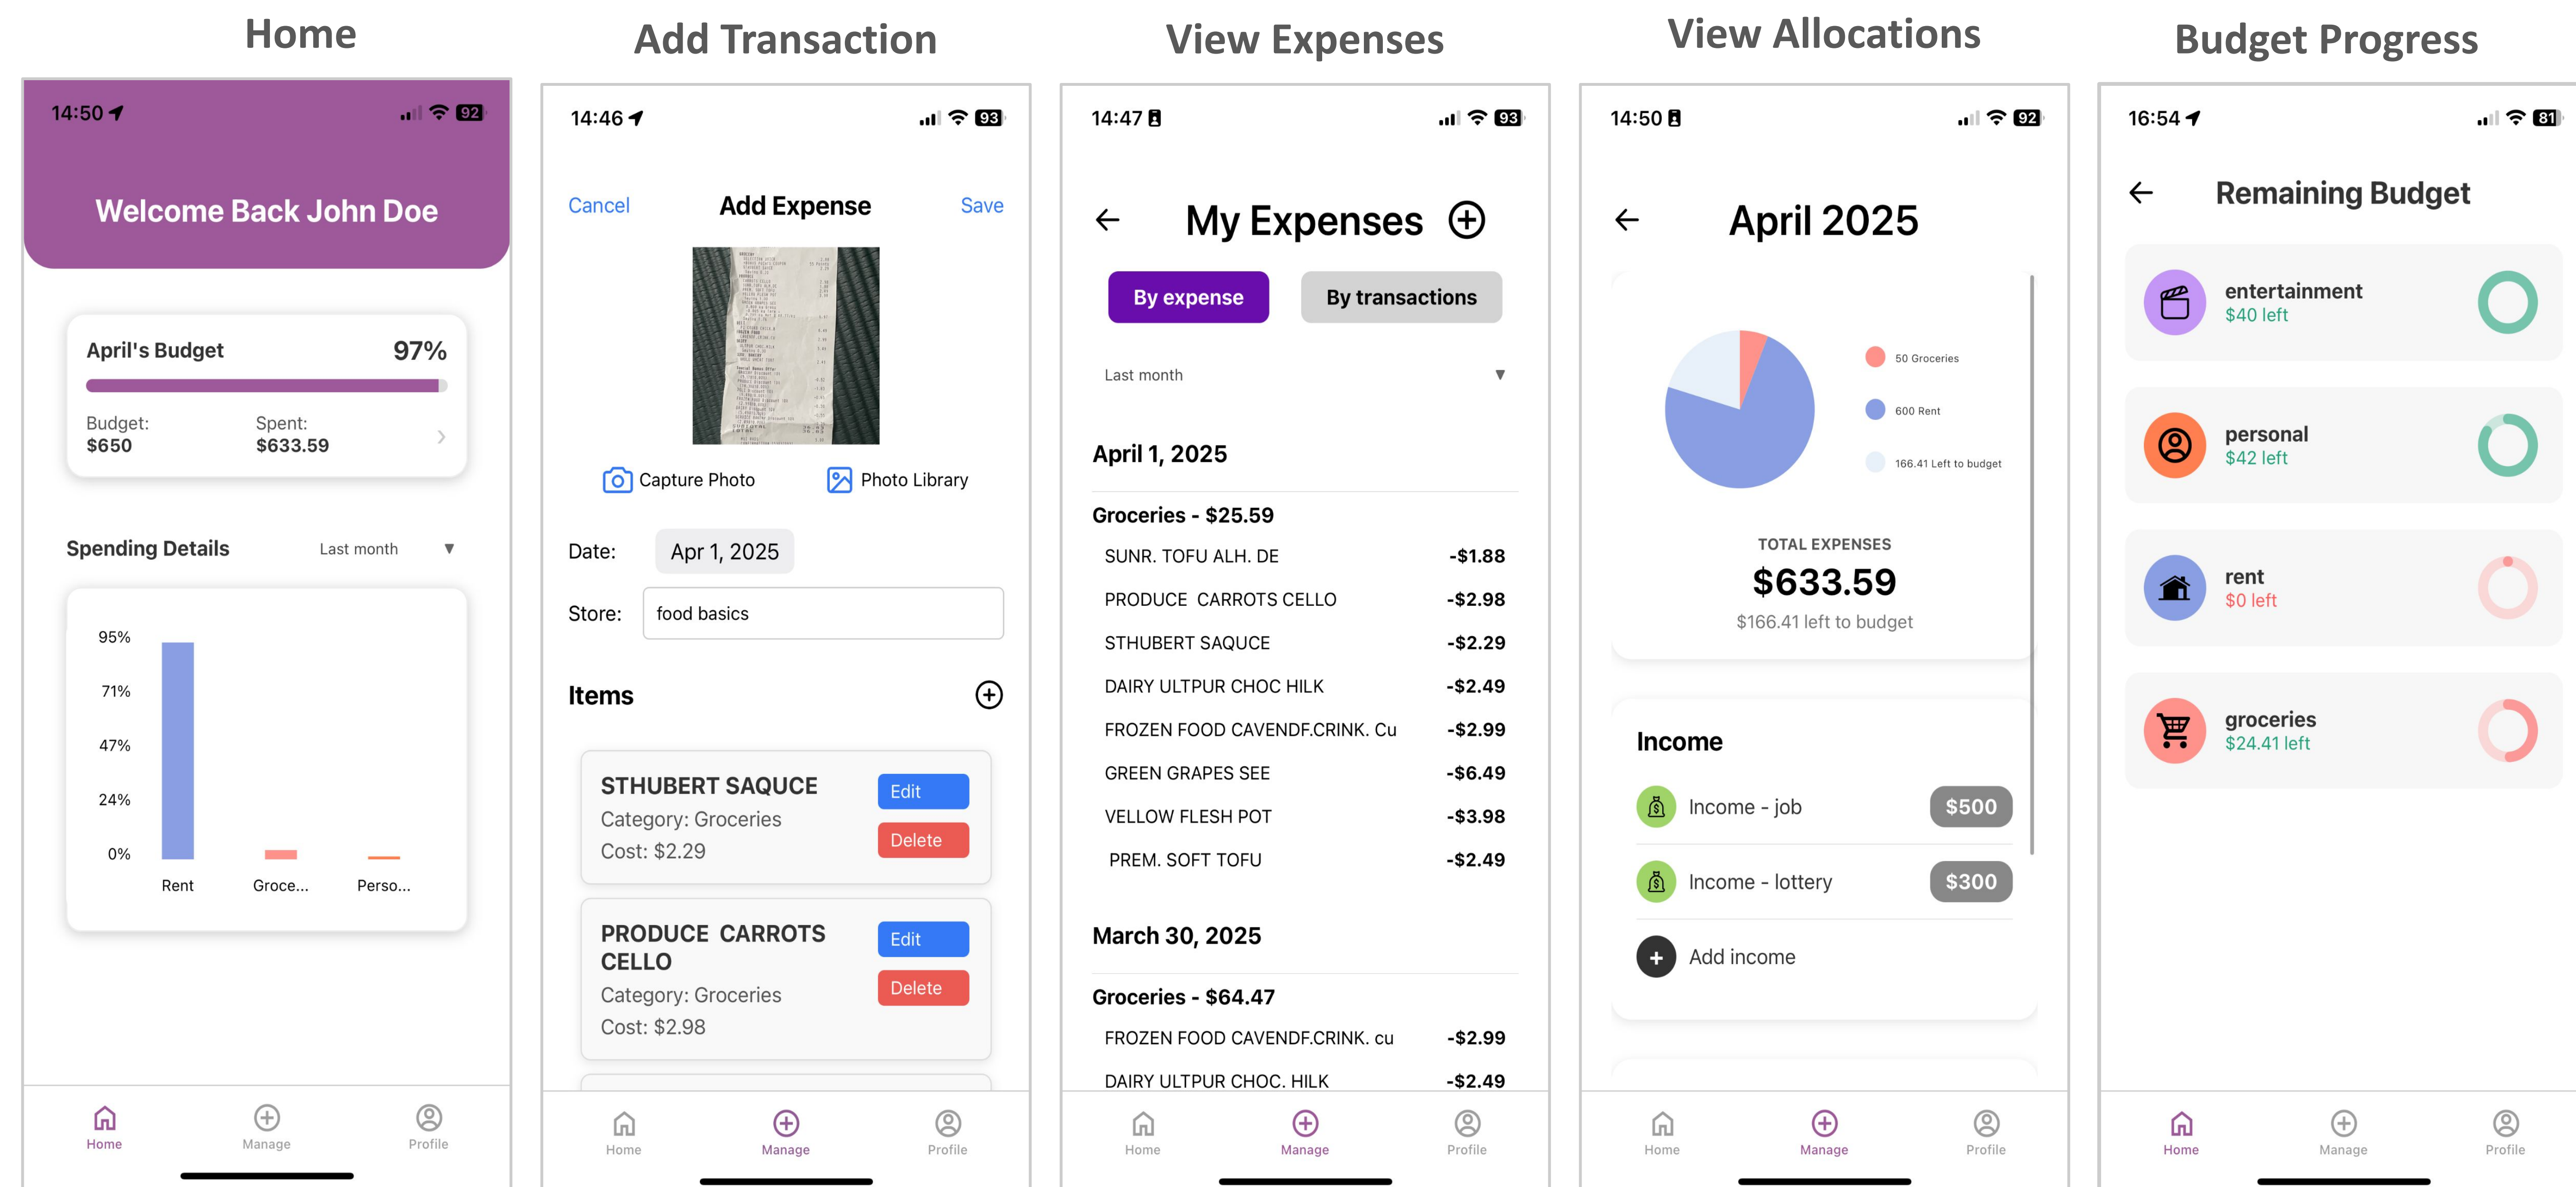 Home
14:50
92
Welcome Back John Doe
April's Budget 97%
Budget: Spent:
$650 $633.59
Spending Details Last month
95%
71%
47%
24%
0%
Rent Groce... Perso...
Home Manage Profile
Add Transaction
14:46
93
Cancel Add Expense Save
Capture Photo Photo Library
Date: Apr 1, 2025
Store: food basics
Items
STHUBERT SAQUCE
Edit
Category: Groceries
Cost: $2.29
Delete
PRODUCE CARROTS
CELLO
Edit
Category: Groceries
Cost: $2.98
Delete
Home Manage Profile
View Expenses
14:47
93
My Expenses
By expense By transactions
Last month
April 1, 2025
Groceries - $25.59
SUNR. TOFU ALH. DE -$1.88
PRODUCE CARROTS CELLO -$2.98
STHUBERT SAQUCE -$2.29
DAIRY ULTPUR CHOC HILK -$2.49
FROZEN FOOD CAVENDF.CRINK. Cu -$2.99
GREEN GRAPES SEE -$6.49
VELLOW FLESH POT -$3.98
PREM. SOFT TOFU -$2.49
March 30, 2025
Groceries - $64.47
FROZEN FOOD CAVENDF.CRINK. cu -$2.99
DAIRY ULTPUR CHOC. HILK -$2.49
Home Manage Profile
View Allocations
14:50
92
April 2025
50 Groceries
600 Rent
166.41 Left to budget
TOTAL EXPENSES
$633.59
$166.41 left to budget
Income
Income - job $500
Income - lottery $300
Add income
Home Manage Profile
Budget Progress
16:54
81
Remaining Budget
entertainment
$40 left
personal
$42 left
rent
$0 left
groceries
$24.41 left
Home Manage Profile